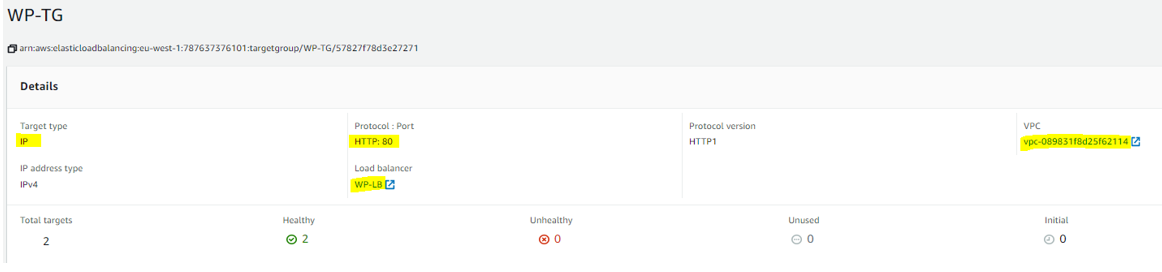 WP-TG
arn:aws:elasticloadbalancing:eu-west-1:787637376101:targetgroup/WP-TG/57827f78d3e27271
Details
Target type
Protocol : Port
Protocol version
VPC
IP
HTTP: 80
HTTP1
vpc-089831f8d25f62114
IP address type
Load balancer
IPv4
WP-LB
Total targets
Healthy
Unhealthy
Unused
Initial
2
2
0
0
0